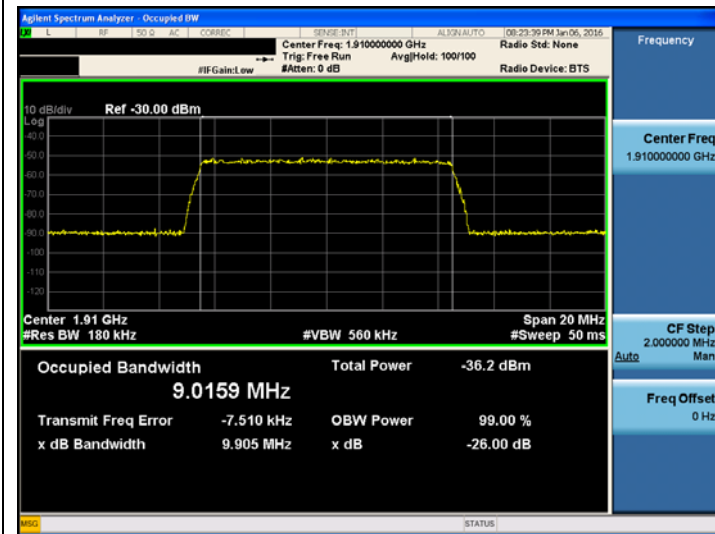 Agilent Spectrum Analyzer - Occupied BW
LXI L RF 50 Ω AC CORREC SENSE:INT ALIGN AUTO 08:23:39 PM Jan 06, 2016
Center Freq: 1.910000000 GHz Radio Std: None
Trig: Free Run Avg|Hold: 100/100
#IFGain:Low #Atten: 0 dB Radio Device: BTS
Frequency
10 dB/div Ref -30.00 dBm
Log
-40.0
-50.0
-60.0
-70.0
-80.0
-90.0
-100
-110
-120
Center 1.91 GHz Span 20 MHz
#Res BW 180 kHz #VBW 560 kHz #Sweep 50 ms
Occupied Bandwidth Total Power -36.2 dBm
9.0159 MHz
Transmit Freq Error -7.510 kHz OBW Power 99.00 %
x dB Bandwidth 9.905 MHz x dB -26.00 dB
Center Freq
1.910000000 GHz
CF Step
2.000000 MHz
Auto Man
Freq Offset
0 Hz
MSG STATUS